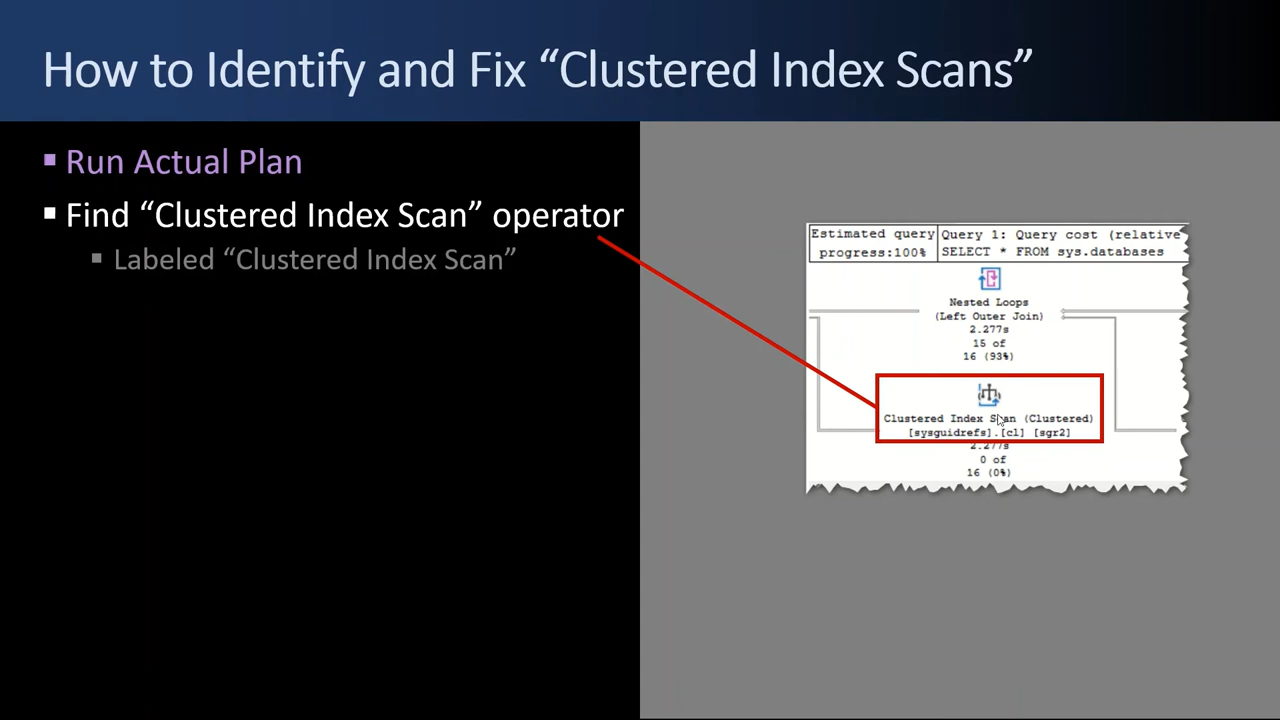 How to Identify and Fix “Clustered Index Scans”
▪ Run Actual Plan
▪ Find “Clustered Index Scan” operator
▪ Labeled “Clustered Index Scan”
Estimated query
progress:100%
Query 1: Query cost (relative
SELECT * FROM sys.databases
Nested Loops
(Left Outer Join)
2.277s
15 of
16 (93%)
Clustered Index Scan (Clustered)
[sysguidrefs].[cl] [sgr2]
2.277s
0 of
16 (0%)